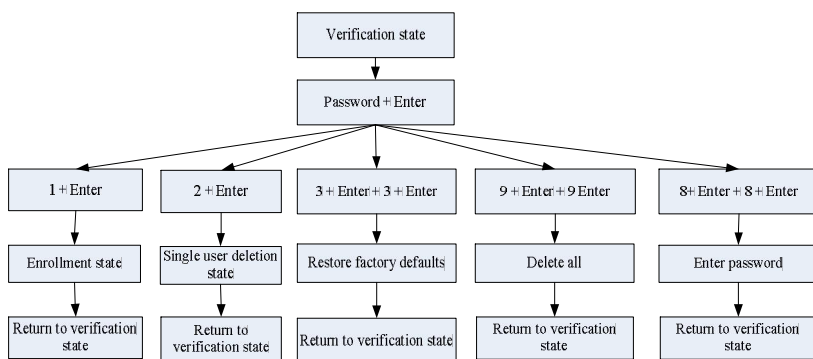 Verification state
Password + Enter
1 + Enter
2 + Enter
3 + Enter + 3 + Enter
9 + Enter + 9 Enter
8+ Enter + 8 + Enter
Enrollment state
Single user deletion
state
Restore factory defaults
Delete all
Enter password
Return to verification
state
Return to
verification state
Return to verification state
Return to verification
state
Return to verification
state